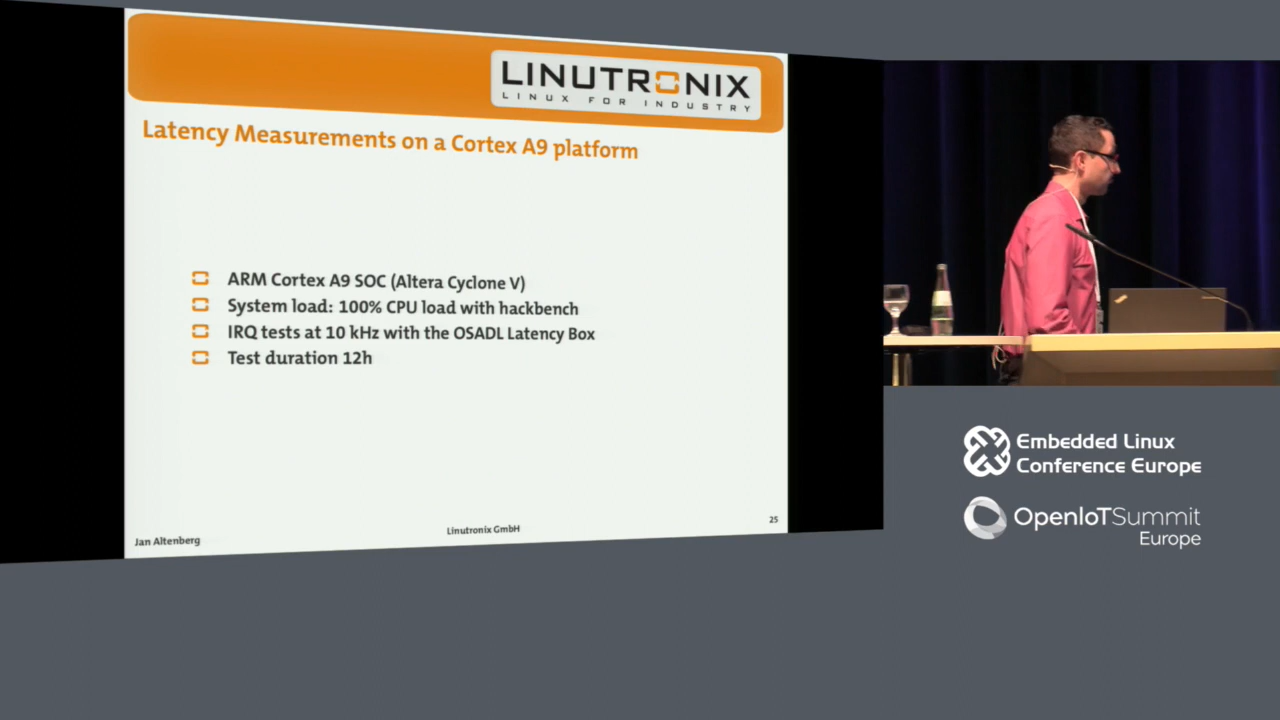 LINUTRONIX
LINUX FOR INDUSTRY
Latency Measurements on a Cortex A9 platform
ARM Cortex A9 SOC (Altera Cyclone V)
System load: 100% CPU load with hackbench
IRQ tests at 10 kHz with the OSADL Latency Box
Test duration 12h
Jan Altenberg
Linutronix GmbH
25
Embedded Linux
Conference Europe
OpenIoTSummit
Europe